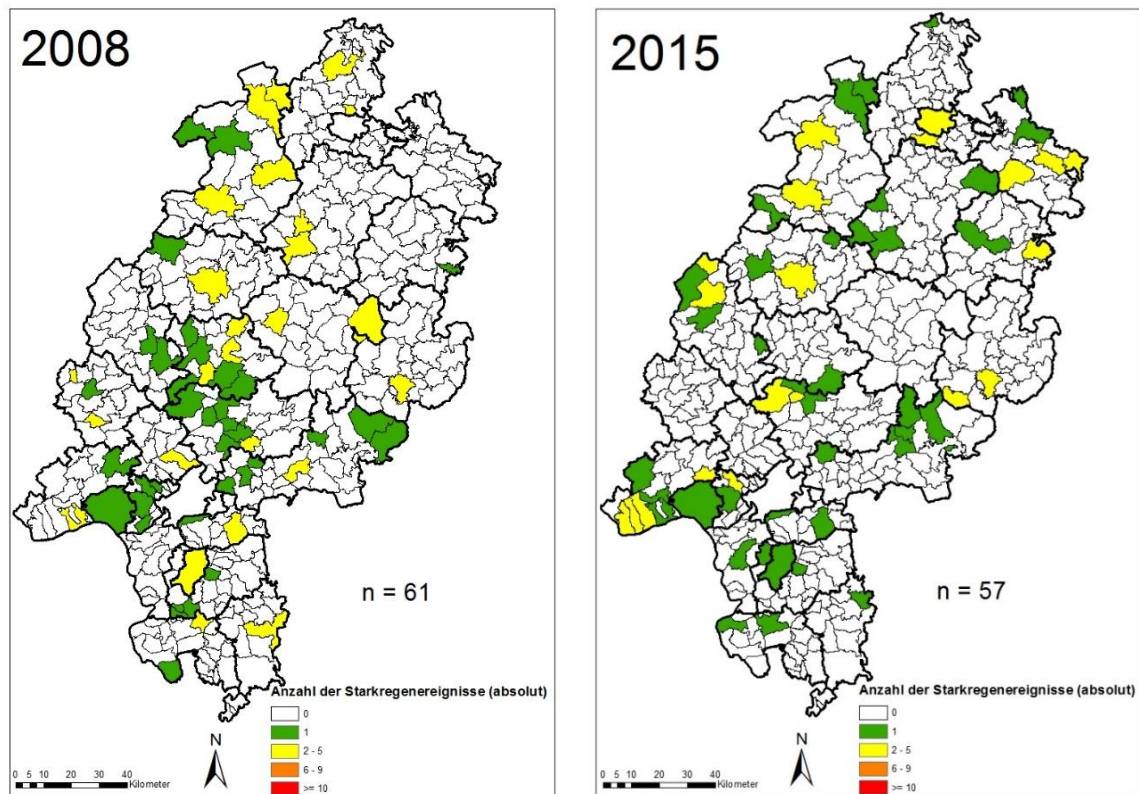 2008
n = 61
Anzahl der Starkregenereignisse (absolut)
0
1
2 - 5
6 - 9
>= 10
N
0 5 10 20 30 40
Kilometer
2015
n = 57
Anzahl der Starkregenereignisse (absolut)
0
1
2 - 5
6 - 9
>= 10
N
0 5 10 20 30 40
Kilometer